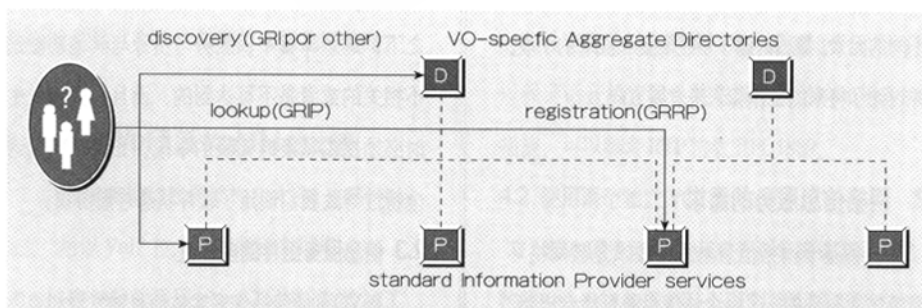 discovery(GRIpor other)
VO-specfic Aggregate Directories
?
D
D
lookup(GRIP)
registration(GRRP)
P
P
P
P
standard Information Provider services